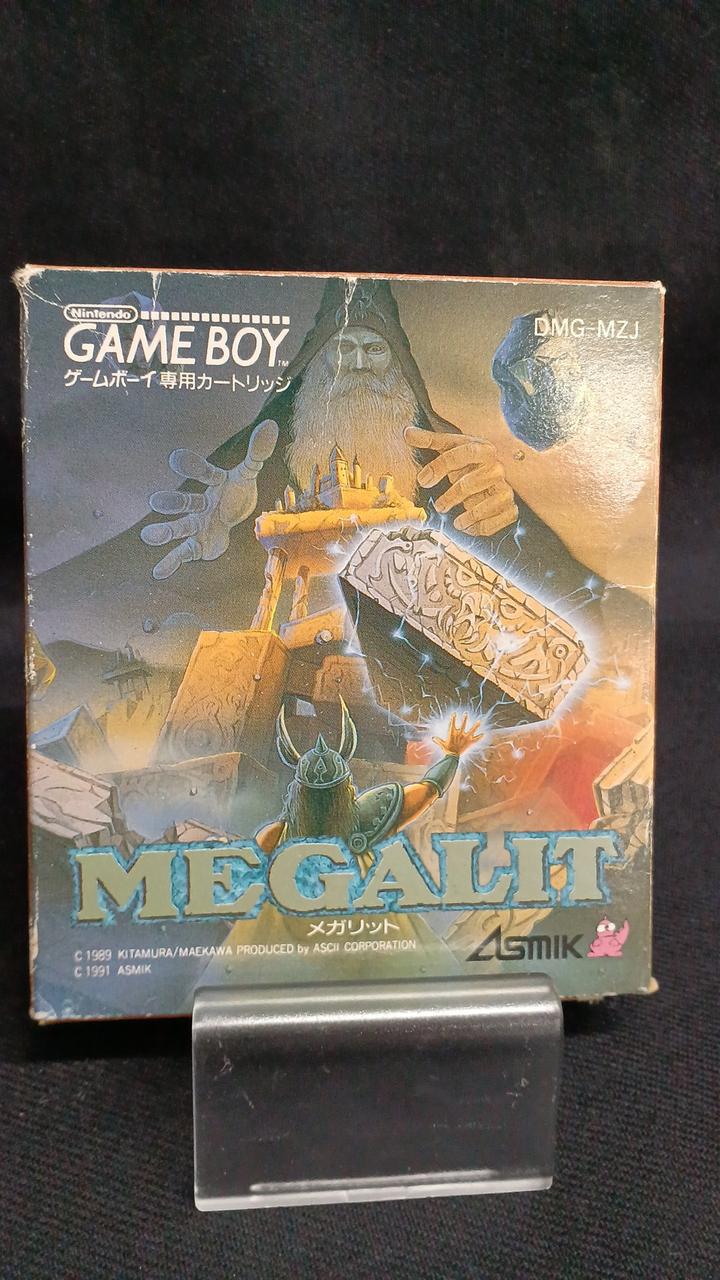 Nintendo
GAME BOY™
ゲームボーイ専用カートリッジ
DMG-MZJ
MEGALIT
メガリット
C 1989 KITAMURA/MAEKAWA PRODUCED by ASCII CORPORATION
C 1991 ASMIK
ASMIK